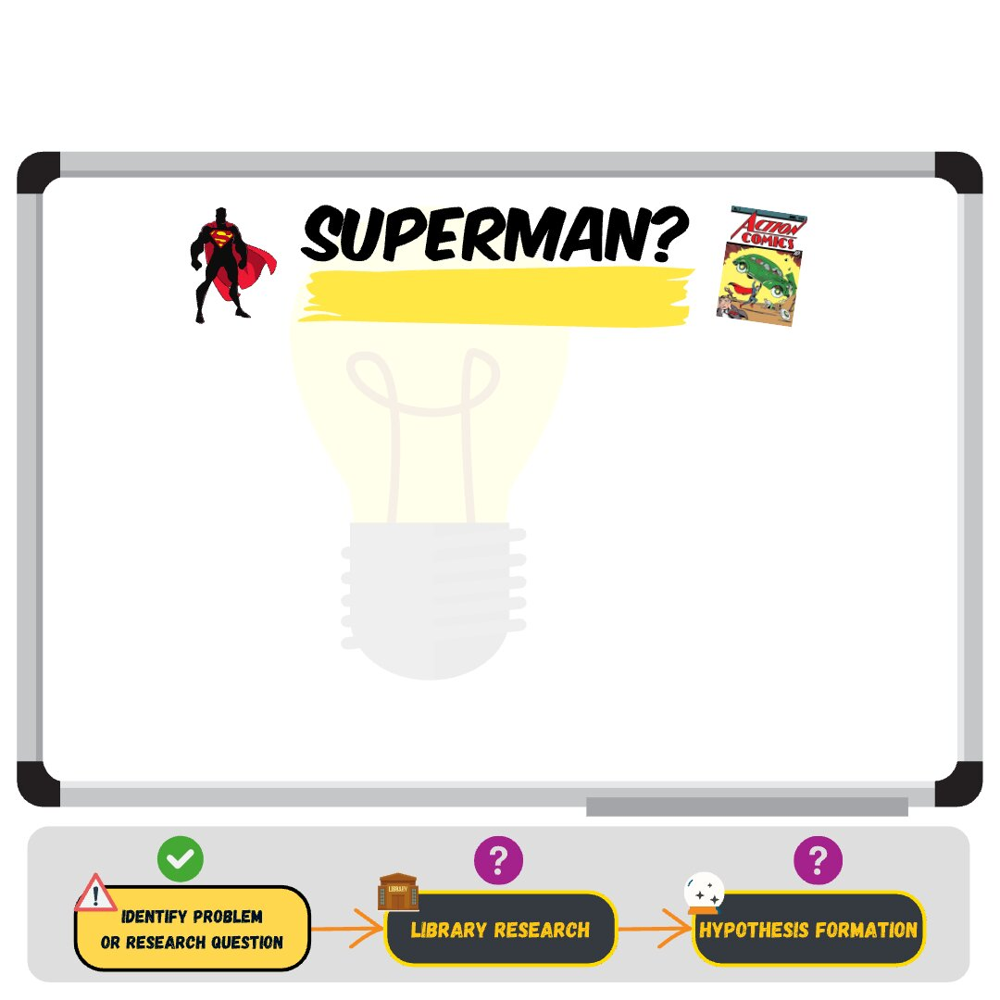 SUPERMAN?
ACTION
COMICS
LIBRARY
IDENTIFY PROBLEM
OR RESEARCH QUESTION
LIBRARY RESEARCH
HYPOTHESIS FORMATION